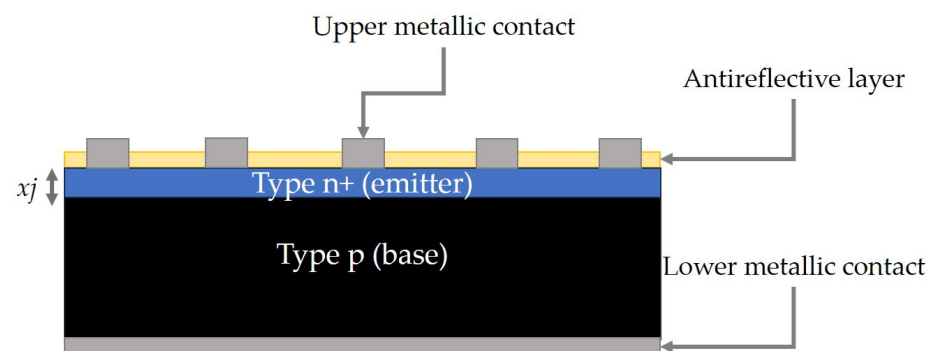 Upper metallic contact
Antireflective layer
xj
Type n+ (emitter)
Type p (base)
Lower metallic contact